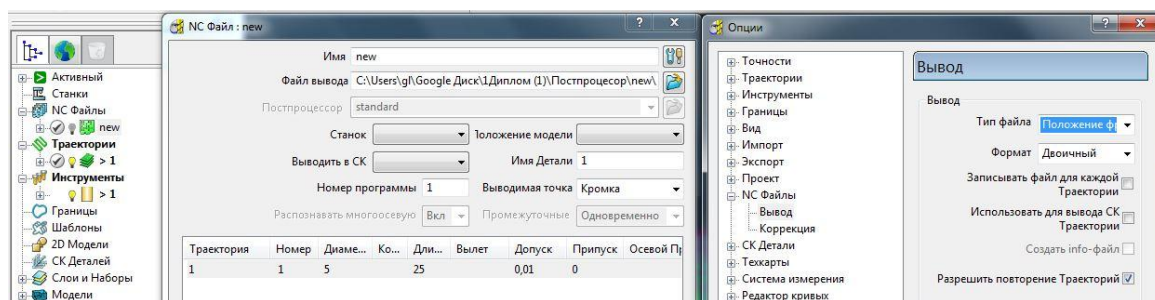 Активный
Станки
NC Файлы
new
Траектории
> 1
Инструменты
> 1
Границы
Шаблоны
2D Модели
СК Деталей
Слои и Наборы
Модели
NC Файл : new
Имя new
Файл вывода C:\Users\gl\Google Диск\1Диплом (1)\Постпроцесор\new\
Постпроцессор standard
Станок Положение модели
Выводить в СК Имя Детали 1
Номер программы 1 Выводимая точка Кромка
Распознавать многоосевую Вкл Промежуточные Одновременно
Траектория Номер Диаме... Ко... Дли... Вылет Допуск Припуск Осевой Пр
1 1 5 25 0,01 0
Опции
Точности
Траектории
Инструменты
Границы
Вид
Импорт
Экспорт
Проект
NC Файлы
Вывод
Коррекция
СК Детали
Техкарты
Система измерения
Редактор кривых
Вывод
Вывод
Тип файла Положение фр
Формат Двоичный
Записывать файл для каждой
Траектории
Использовать для вывода СК
Траектории
Создать info-файл
Разрешить повторение Траекторий